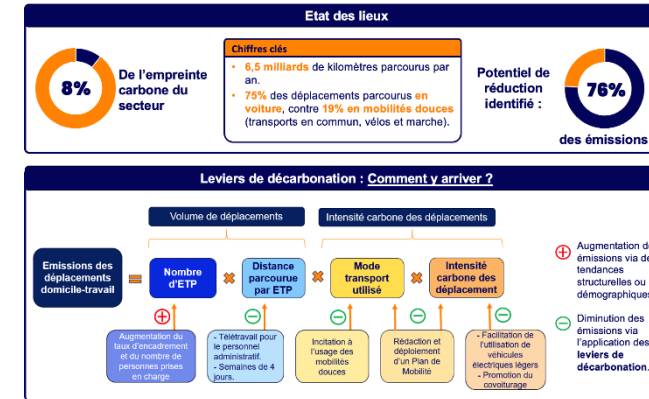 Etat des lieux
8%
De l'empreinte
carbone du
secteur
Chiffres clés
• 6,5 milliards de kilomètres parcourus par
an.
• 75% des déplacements parcourus en
voiture, contre 19% en mobilités douces
(transports en commun, vélos et marche).
Potentiel de
réduction
identifié :
76%
des émissions
Leviers de décarbonation : Comment y arriver ?
Volume de déplacements
Intensité carbone des déplacements
Emissions des
déplacements
domicile-travail
=
Nombre
d'ETP
×
Distance
parcourue
par ETP
×
Mode
transport
utilisé
×
Intensité
carbone des
déplacement
+
Augmentation du
taux d'encadrement
et du nombre de
personnes prises
en charge
−
- Télétravail pour
le personnel
administratif.
- Semaines de 4
jours.
−
Incitation à
l'usage des
mobilités
douces
−
Rédaction et
déploiement
d'un Plan de
Mobilité
−
- Facilitation de
l'utilisation de
véhicules
électriques légers
- Promotion du
covoiturage
+
Augmentation de
émissions via de
tendances
structurelles ou
démographique
−
Diminution des
émissions via
l'application des
leviers de
décarbonation.